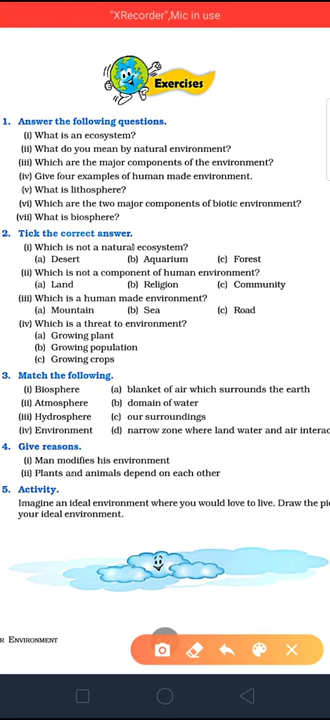 "XRecorder",Mic in use
Exercises
1. Answer the following questions.
(i) What is an ecosystem?
(ii) What do you mean by natural environment?
(iii) Which are the major components of the environment?
(iv) Give four examples of human made environment.
(v) What is lithosphere?
(vi) Which are the two major components of biotic environment?
(vii) What is biosphere?
2. Tick the correct answer.
(i) Which is not a natural ecosystem?
(a) Desert (b) Aquarium (c) Forest
(ii) Which is not a component of human environment?
(a) Land (b) Religion (c) Community
(iii) Which is a human made environment?
(a) Mountain (b) Sea (c) Road
(iv) Which is a threat to environment?
(a) Growing plant
(b) Growing population
(c) Growing crops
3. Match the following.
(i) Biosphere (a) blanket of air which surrounds the earth
(ii) Atmosphere (b) domain of water
(iii) Hydrosphere (c) our surroundings
(iv) Environment (d) narrow zone where land water and air interac
4. Give reasons.
(i) Man modifies his environment
(ii) Plants and animals depend on each other
5. Activity.
Imagine an ideal environment where you would love to live. Draw the pi
your ideal environment.
R ENVIRONMENT